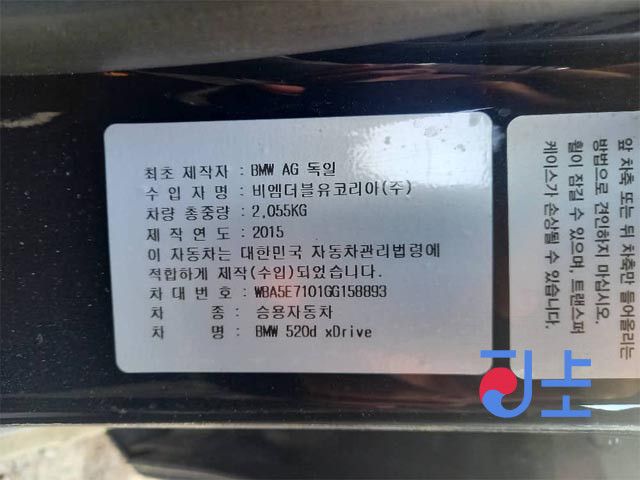 최초 제작자 : BMW AG 독일
수 입 자 명 : 비엠더블유코리아(주)
차량 총중량 : 2,055KG
제 작 연 도 : 2015
이 자동차는 대한민국 자동차관리법령에
적합하게 제작(수입)되었습니다.
차 대 번 호 : WBA5E7101GG158893
차 종 : 승용자동차
차 명 : BMW 520d xDrive
앞 차축 또는 뒤 차축만 들어올리는
방법으로 견인하지 마십시오.
휠이 잠길 수 있으며, 트랜스퍼
케이스가 손상될 수 있습니다.